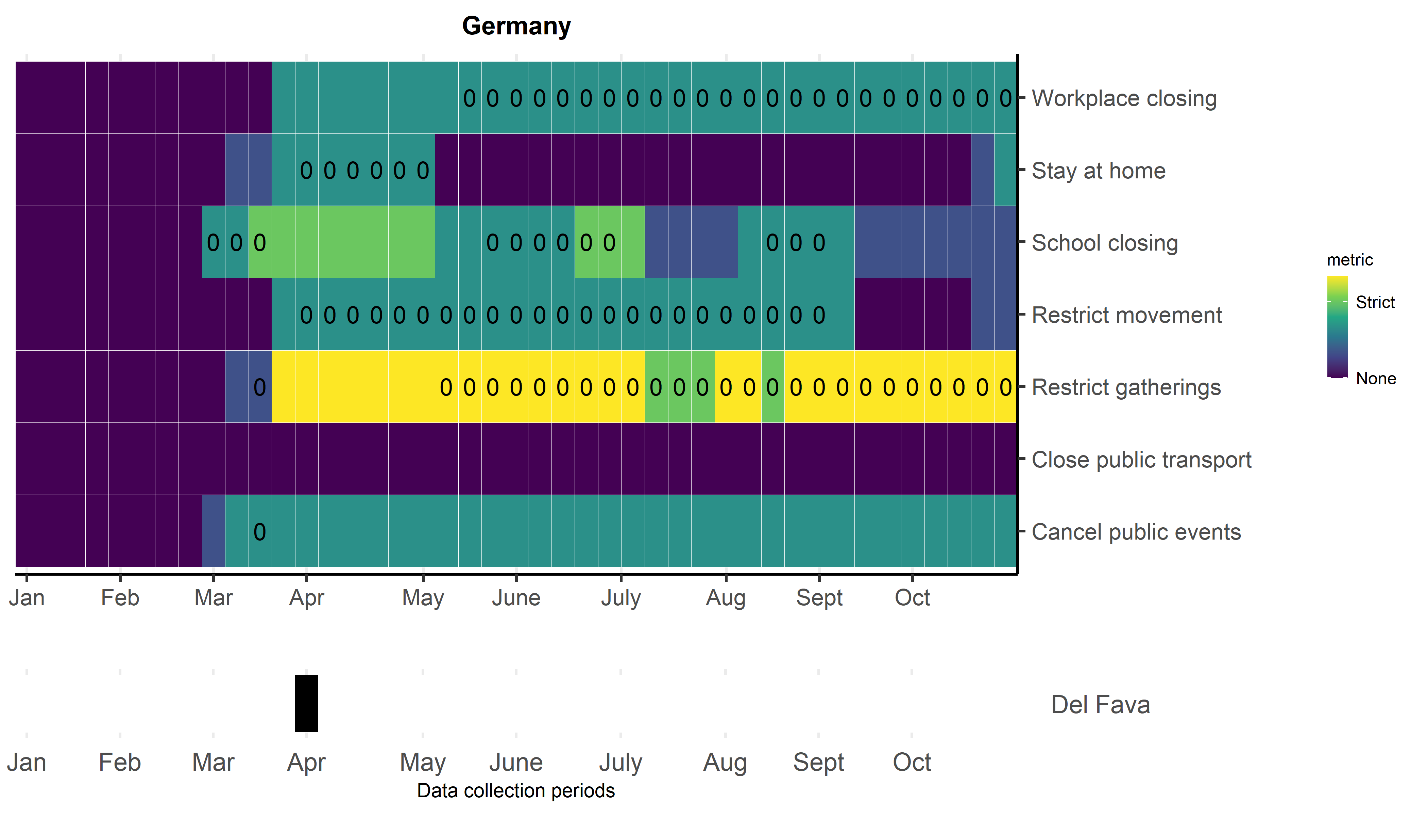 Germany
0 0 0 0 0 0 0 0 0 0 0 0 0 0 0 0 0 0 0 0 0 0 0 0 Workplace closing
0 0 0 0 0 0 Stay at home
0 0 0 0 0 0 0 0 0 0 0 0 School closing
0 0 0 0 0 0 0 0 0 0 0 0 0 0 0 0 0 0 0 0 0 0 0 Restrict movement
0 0 0 0 0 0 0 0 0 0 0 0 0 0 0 0 0 0 0 0 0 0 0 0 0 0 Restrict gatherings
Close public transport
0 Cancel public events
Jan Feb Mar Apr May June July Aug Sept Oct
metric
Strict
None
Del Fava
Jan Feb Mar Apr May June July Aug Sept Oct
Data collection periods